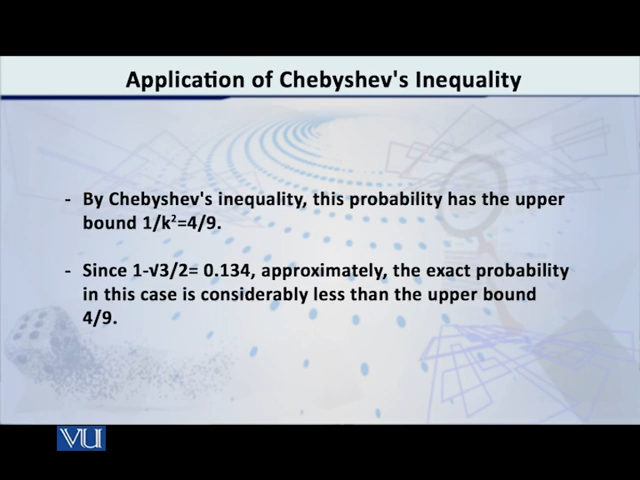 Application of Chebyshev's Inequality
- By Chebyshev's inequality, this probability has the upper
bound 1/k²=4/9.
- Since 1-√3/2= 0.134, approximately, the exact probability
in this case is considerably less than the upper bound
4/9.
VU